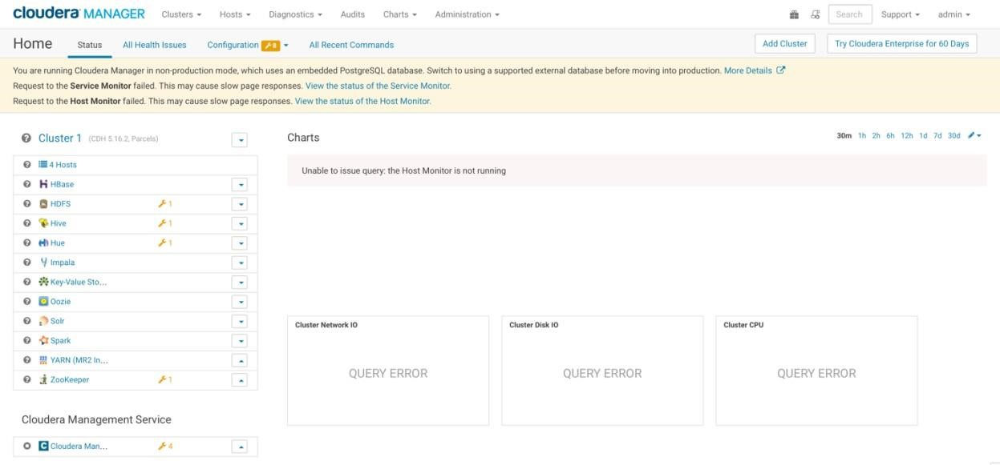 cloudera MANAGER Clusters Hosts Diagnostics Audits Charts Administration Search Support admin
Home Status All Health Issues Configuration 8 All Recent Commands Add Cluster Try Cloudera Enterprise for 60 Days
You are running Cloudera Manager in non-production mode, which uses an embedded PostgreSQL database. Switch to using a supported external database before moving into production. More Details
Request to the Service Monitor failed. This may cause slow page responses. View the status of the Service Monitor.
Request to the Host Monitor failed. This may cause slow page responses. View the status of the Host Monitor.
Cluster 1 (CDH 5.16.2, Parcels)
4 Hosts
HBase
HDFS 1
Hive 1
Hue 1
Impala
Key-Value Sto...
Oozie
Solr
Spark
YARN (MR2 In...
ZooKeeper 1
Cloudera Management Service
Cloudera Man... 4
Charts 30m 1h 2h 6h 12h 1d 7d 30d
Unable to issue query: the Host Monitor is not running
Cluster Network IO
QUERY ERROR
Cluster Disk IO
QUERY ERROR
Cluster CPU
QUERY ERROR